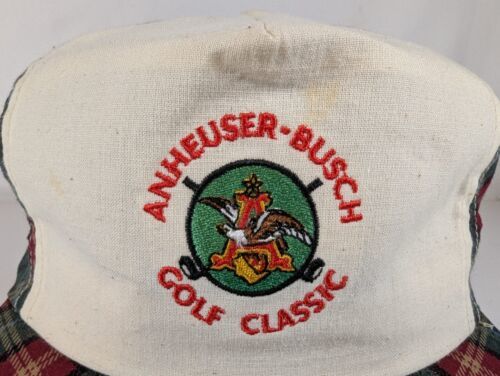 ANHEUSER-BUSCH
A
GOLF CLASSIC